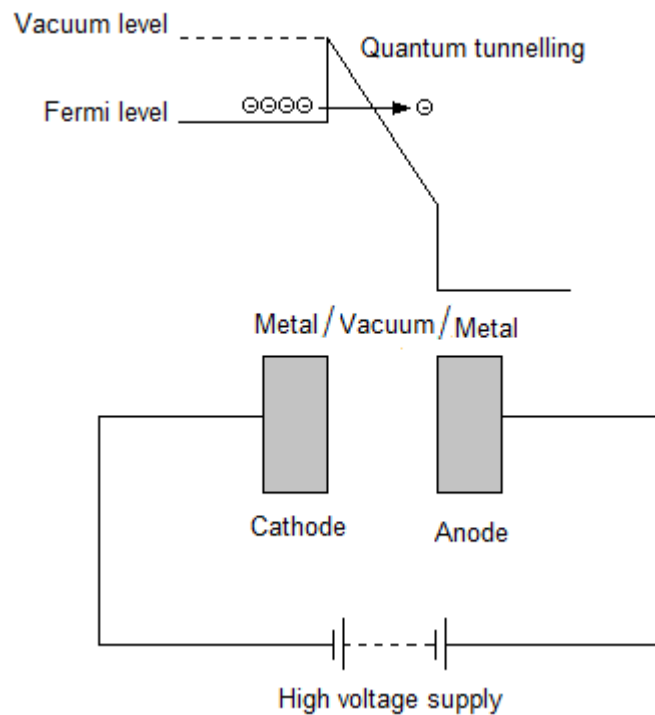 Vacuum level
Quantum tunnelling
Fermi level
Metal/Vacuum/Metal
Cathode
Anode
High voltage supply